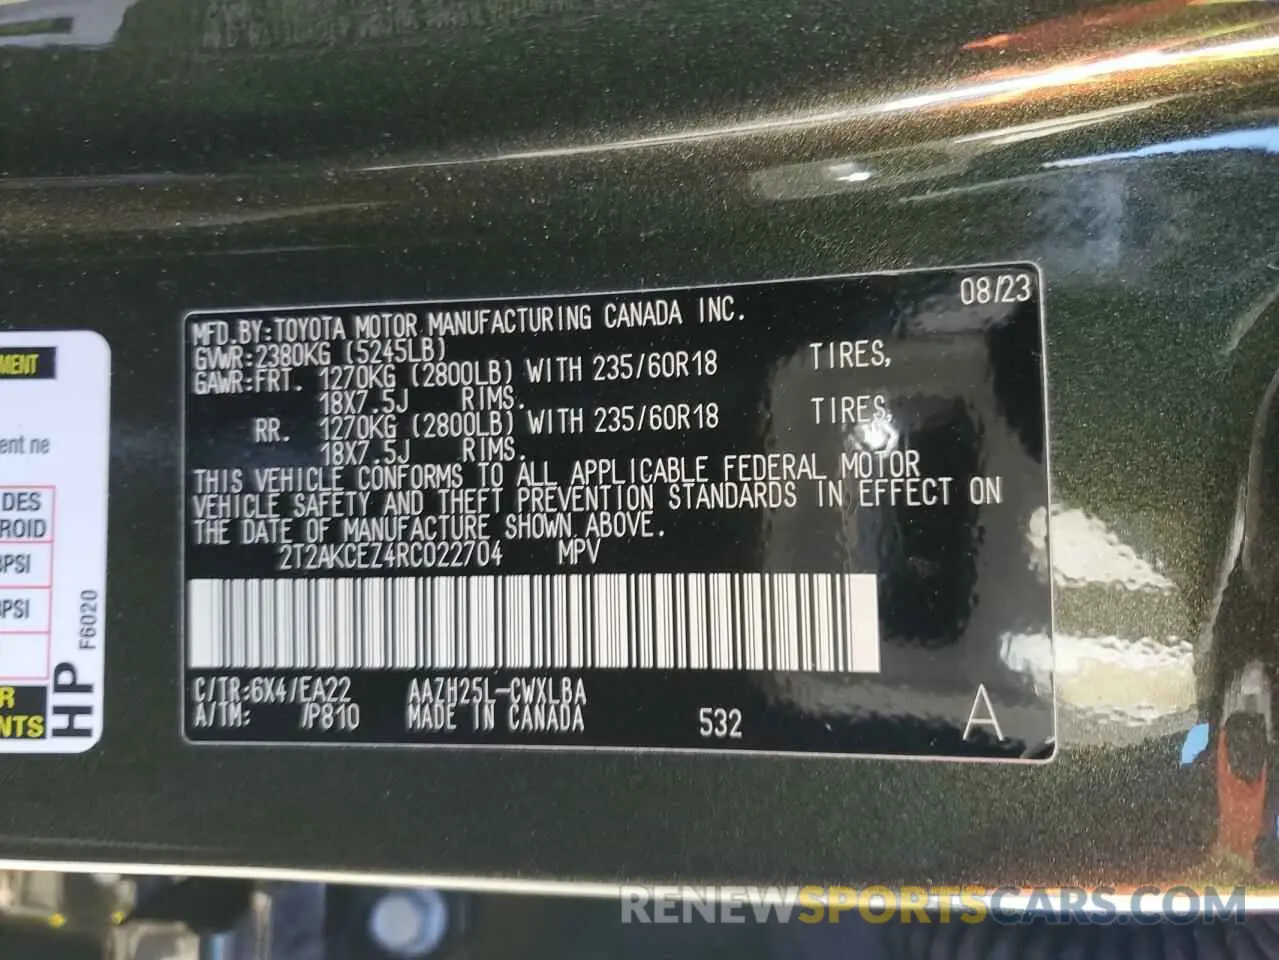 08/23
MFD.BY:TOYOTA MOTOR MANUFACTURING CANADA INC.
GVWR:2380KG (5245LB)
GAWR:FRT. 1270KG (2800LB) WITH 235/60R18 TIRES,
18X7.5J RIMS.
RR. 1270KG (2800LB) WITH 235/60R18 TIRES,
18X7.5J RIMS.
THIS VEHICLE CONFORMS TO ALL APPLICABLE FEDERAL MOTOR
VEHICLE SAFETY AND THEFT PREVENTION STANDARDS IN EFFECT ON
THE DATE OF MANUFACTURE SHOWN ABOVE.
2T2AKCEZ4RC022704 MPV
C/TR:6X4/EA22 AAZH25L-CWXLBA
A/TM: /P810 MADE IN CANADA 532 A
MENT
ent ne
DES
ROID
PSI
PSI
R
NTS
HP
F6020
RENEWSPORTSCARS.COM